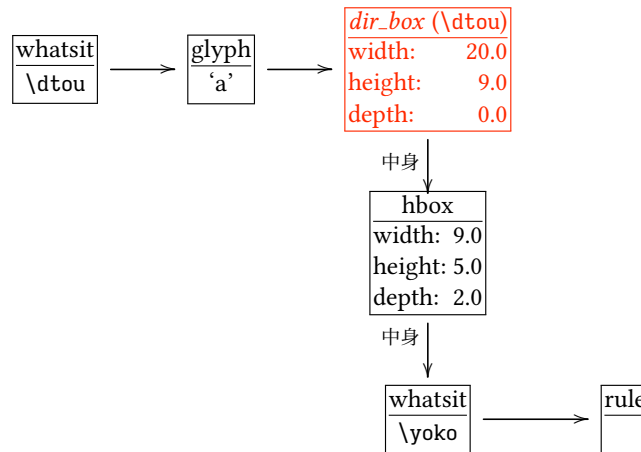 whatsit
\dtou
glyph
‘a’
dir_box (\dtou)
width: 20.0
height: 9.0
depth: 0.0
中身
hbox
width: 9.0
height: 5.0
depth: 2.0
中身
whatsit
\yoko
rule